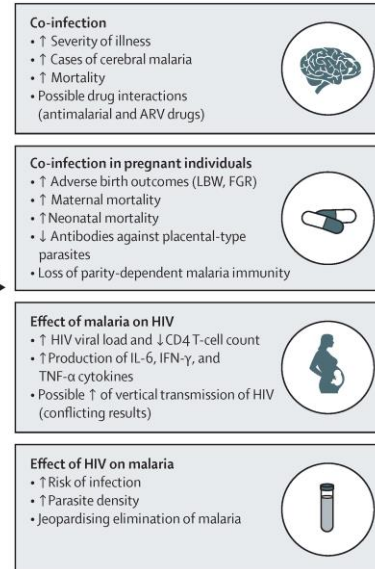 Co-infection
• ↑ Severity of illness
• ↑ Cases of cerebral malaria
• ↑ Mortality
• Possible drug interactions
(antimalarial and ARV drugs)
Co-infection in pregnant individuals
• ↑ Adverse birth outcomes (LBW, FGR)
• ↑ Maternal mortality
• ↑Neonatal mortality
• ↓ Antibodies against placental-type
parasites
• Loss of parity-dependent malaria immunity
Effect of malaria on HIV
• ↑ HIV viral load and ↓CD4 T-cell count
• ↑Production of IL-6, IFN-γ, and
TNF-α cytokines
• Possible ↑ of vertical transmission of HIV
(conflicting results)
Effect of HIV on malaria
• ↑Risk of infection
• ↑Parasite density
• Jeopardising elimination of malaria